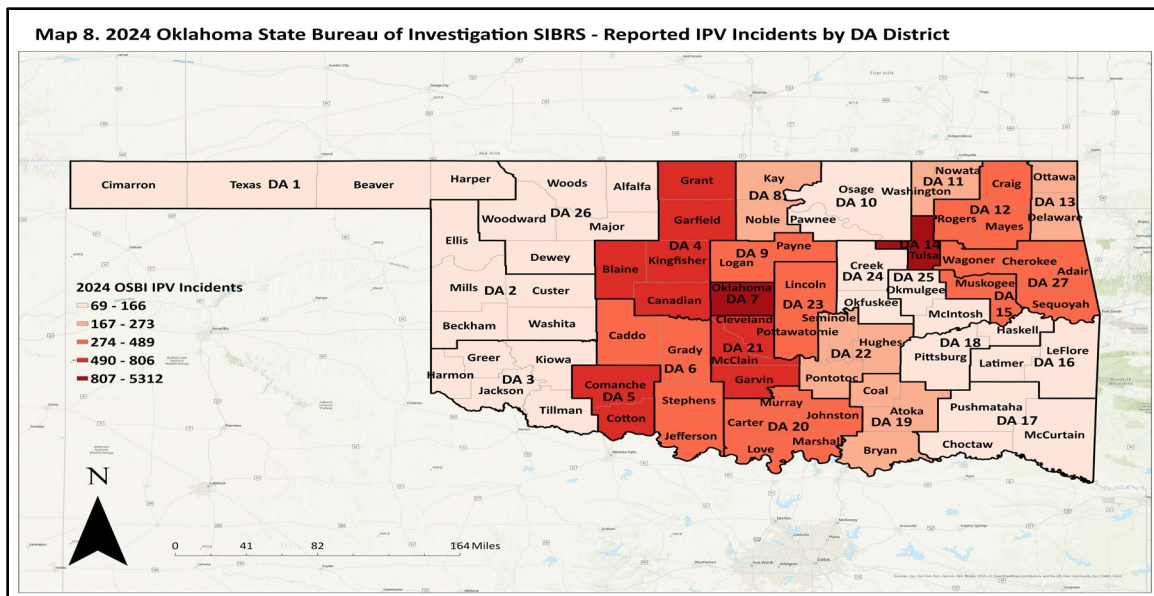 Map 8. 2024 Oklahoma State Bureau of Investigation SIBRS - Reported IPV Incidents by DA District
Cimarron
Texas DA 1
Beaver
Harper
Woods
Alfalfa
Grant
Kay
DA 8
Osage
DA 10
Washington
Nowata
DA 11
Craig
Ottawa
DA 13
Delaware
Woodward
DA 26
Major
Garfield
Noble
Pawnee
Rogers
DA 12
Mayes
Ellis
Dewey
Blaine
DA 4
Kingfisher
Logan
DA 9
Payne
Creek
DA 24
DA 14
Tulsa
Wagoner
Cherokee
Adair
DA 27
Sequoyah
Mills
DA 2
Custer
Canadian
Oklahoma
DA 7
Lincoln
DA 23
Okfuskee
DA 25
Okmulgee
Muskogee
DA
15
McIntosh
Haskell
Beckham
Washita
Caddo
Cleveland
DA 21
McClain
Pottawatomie
Seminole
Hughes
DA 22
DA 18
Pittsburg
Latimer
LeFlore
DA 16
Greer
Harmon
Kiowa
DA 3
Jackson
Tillman
Grady
DA 6
Comanche
DA 5
Cotton
Stephens
Jefferson
Garvin
Pontotoc
Coal
Murray
Carter
DA 20
Johnston
Marshall
Love
Atoka
DA 19
Bryan
Pushmataha
DA 17
McCurtain
Choctaw
2024 OSBI IPV Incidents
69 - 166
167 - 273
274 - 489
490 - 806
807 - 5312
N
0 41 82 164 Miles